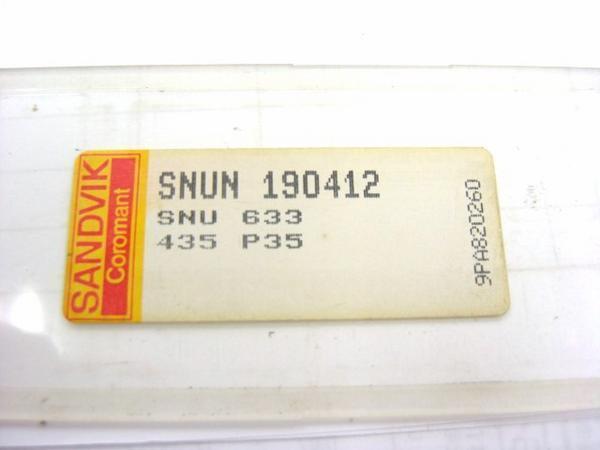 SANDVIK
Coromant
SNUN 190412
SNU 633
435 P35
9PA820260